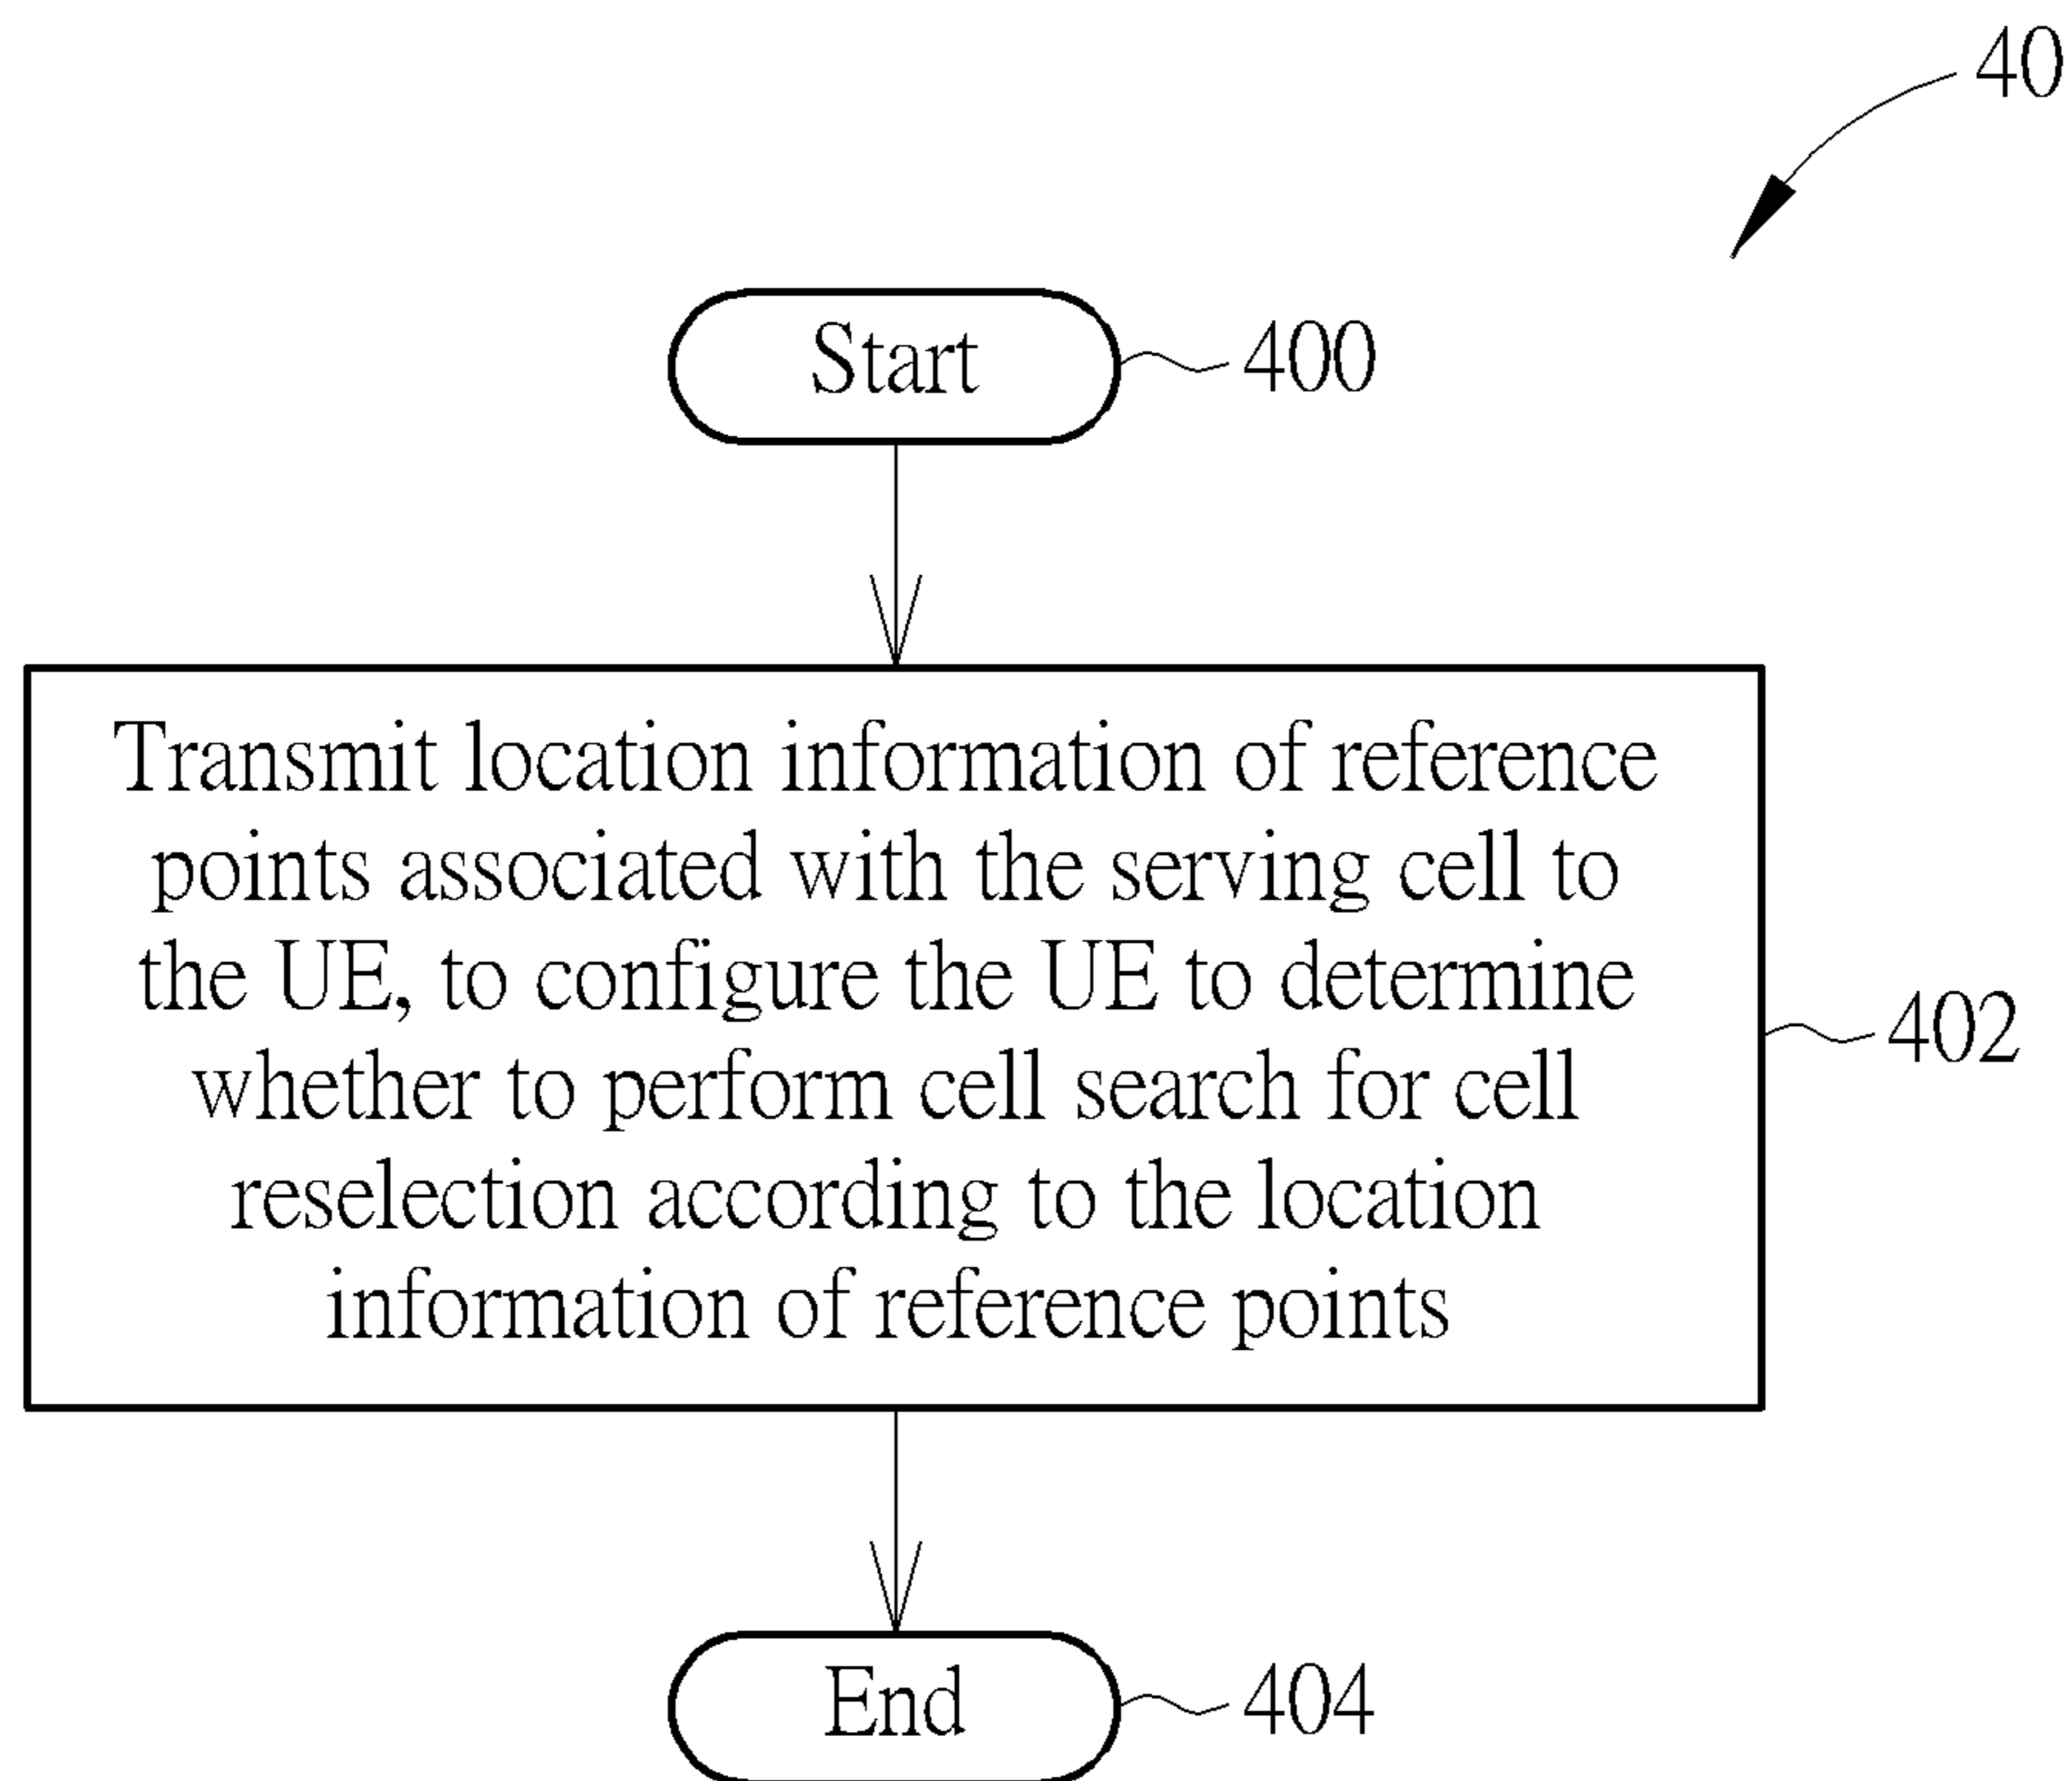 40
Start
400
Transmit location information of reference
points associated with the serving cell to
the UE, to configure the UE to determine
whether to perform cell search for cell
reselection according to the location
information of reference points
402
End
404